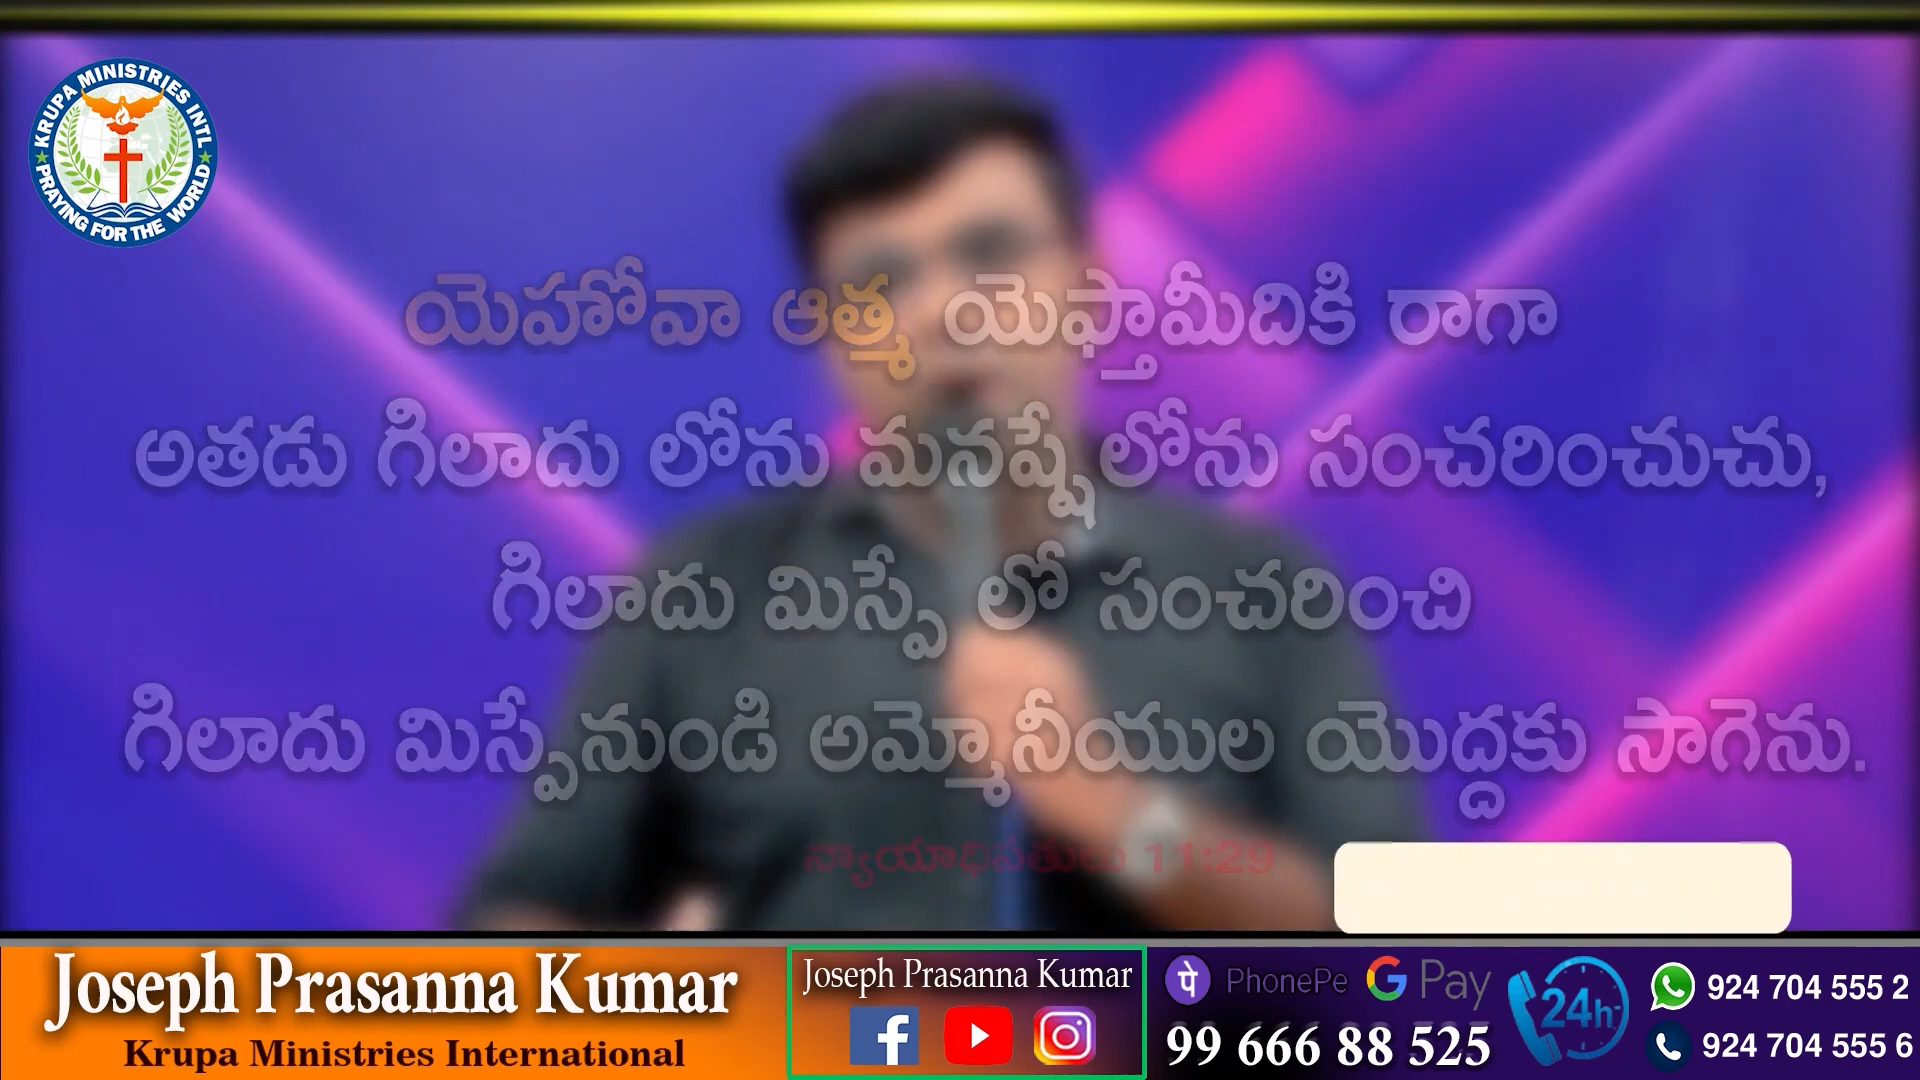 KRUPA MINISTRIES INTL
PRAYING FOR THE WORLD
యెహోవా ఆత్మ యెఫ్తామీదికి రాగా
అతడు గిలాదు లోను మనష్షేలోను సంచరించుచు,
గిలాదు మిస్పే లో సంచరించి
గిలాదు మిస్పేనుండి అమ్మోనీయుల యొద్దకు సాగెను.
న్యాయాధిపతులు 11:29
Joseph Prasanna Kumar
Krupa Ministries International
Joseph Prasanna Kumar
पे PhonePe G Pay
99 666 88 525
24h
924 704 555 2
924 704 555 6